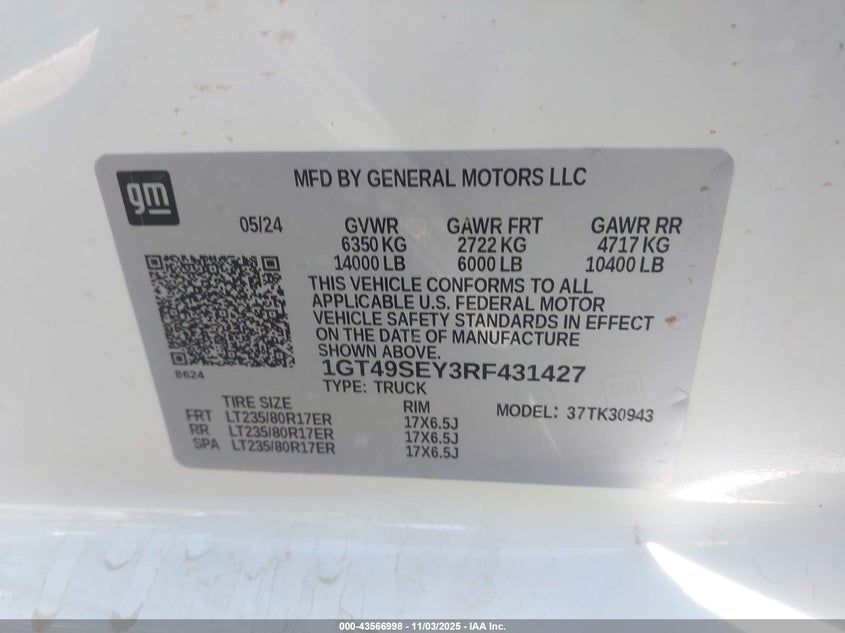 gm
MFD BY GENERAL MOTORS LLC
05/24 GVWR GAWR FRT GAWR RR
6350 KG 2722 KG 4717 KG
14000 LB 6000 LB 10400 LB
THIS VEHICLE CONFORMS TO ALL
APPLICABLE U.S. FEDERAL MOTOR
VEHICLE SAFETY STANDARDS IN EFFECT
ON THE DATE OF MANUFACTURE
SHOWN ABOVE.
8624
1GT49SEY3RF431427
TYPE: TRUCK
TIRE SIZE RIM MODEL: 37TK30943
FRT LT235/80R17ER 17X6.5J
RR LT235/80R17ER 17X6.5J
SPA LT235/80R17ER 17X6.5J
000-43566998 - 11/03/2025 - IAA Inc.